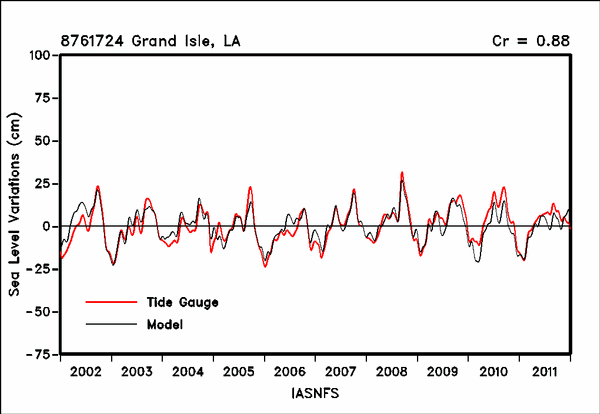 8761724 Grand Isle, LA Cr = 0.88
100
75
50
25
0
-25
-50
-75
Sea Level Variations (cm)
Tide Gauge
Model
2002 2003 2004 2005 2006 2007 2008 2009 2010 2011
IASNFS